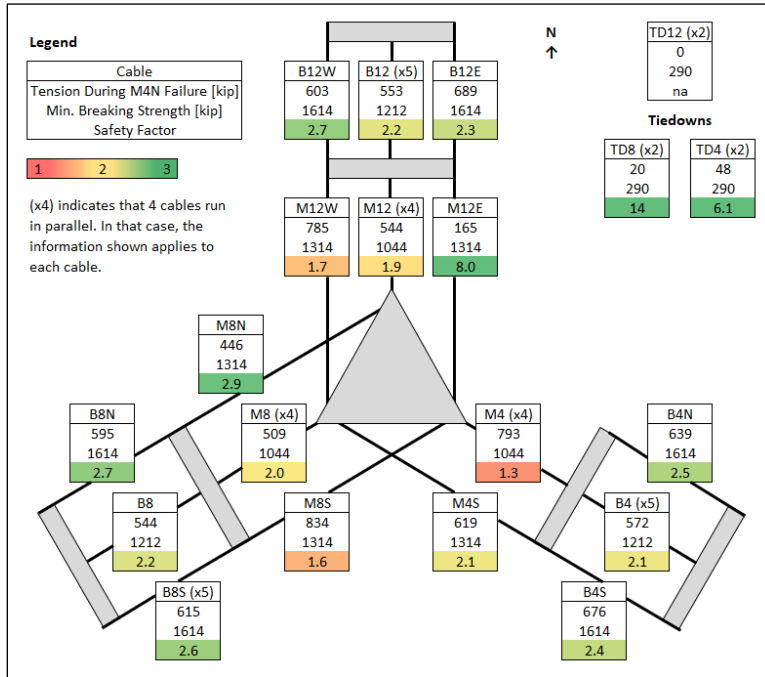 Legend
Cable
Tension During M4N Failure [kip]
Min. Breaking Strength [kip]
Safety Factor
1 2 3
(x4) indicates that 4 cables run
in parallel. In that case, the
information shown applies to
each cable.
N
↑
B12W
603
1614
2.7
B12 (x5)
553
1212
2.2
B12E
689
1614
2.3
TD12 (x2)
0
290
na
Tiedowns
TD8 (x2)
20
290
14
TD4 (x2)
48
290
6.1
M12W
785
1314
1.7
M12 (x4)
544
1044
1.9
M12E
165
1314
8.0
M8N
446
1314
2.9
B8N
595
1614
2.7
M8 (x4)
509
1044
2.0
M4 (x4)
793
1044
1.3
B4N
639
1614
2.5
B8
544
1212
2.2
M8S
834
1314
1.6
M4S
619
1314
2.1
B4 (x5)
572
1212
2.1
B8S (x5)
615
1614
2.6
B4S
676
1614
2.4